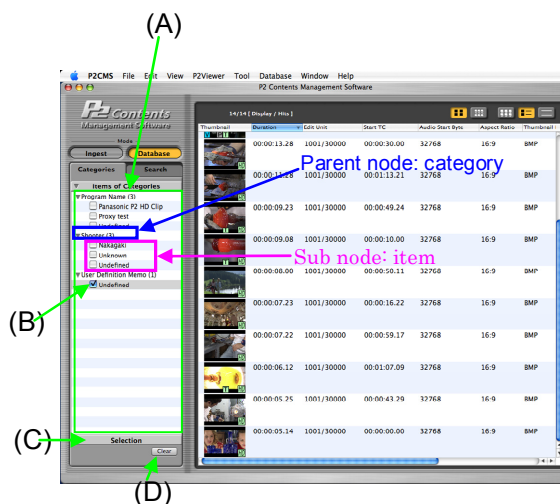 (A)
P2CMS File Edit View P2Viewer Tool Database Window Help
P2 Contents Management Software
P2 Contents
Management Software
14/14 [ Display / Hits ]
Mode
Ingest Database
Categories Search
Thumbnail Duration Edit Unit Start TC Audio Start Byte Aspect Ratio Thumbnail
Items of Categories
Program Name (3)
Panasonic P2 HD Clip
Proxy test
Undefined
Shooter (3)
Nakagaki
Unknown
Undefined
User Definition Memo (1)
Undefined
00:00:13.28 1001/30000 00:00:30.00 32768 16:9 BMP
Parent node: category
00:00:11.28 1001/30000 00:01:13.21 32768 16:9 BMP
00:00:09.23 1001/30000 00:00:49.24 32768 16:9 BMP
00:00:09.08 1001/30000 00:00:10.00 32768 16:9 BMP
Sub node: item
00:00:08.00 1001/30000 00:00:50.11 32768 16:9 BMP
00:00:07.23 1001/30000 00:00:16.22 32768 16:9 BMP
(B)
00:00:07.22 1001/30000 00:00:59.17 32768 16:9 BMP
00:00:06.12 1001/30000 00:01:07.09 32768 16:9 BMP
00:00:05.25 1001/30000 00:00:43.29 32768 16:9 BMP
00:00:05.14 1001/30000 00:00:00.00 32768 16:9 BMP
(C)
Selection
Clear
(D)